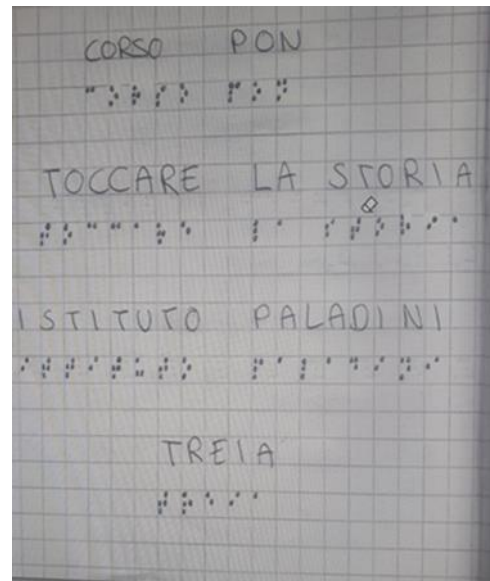 CORSO PON
⠉⠕⠗⠎⠕ ⠏⠕⠝
TOCCARE LA STORIA
⠞⠕⠉⠉⠁⠗⠑ ⠇⠁ ⠎⠞⠕⠗⠊⠁
ISTITUTO PALADINI
⠊⠎⠞⠊⠞⠥⠞⠕ ⠏⠁⠇⠁⠙⠊⠝⠊
TREIA
⠞⠗⠑⠊⠁